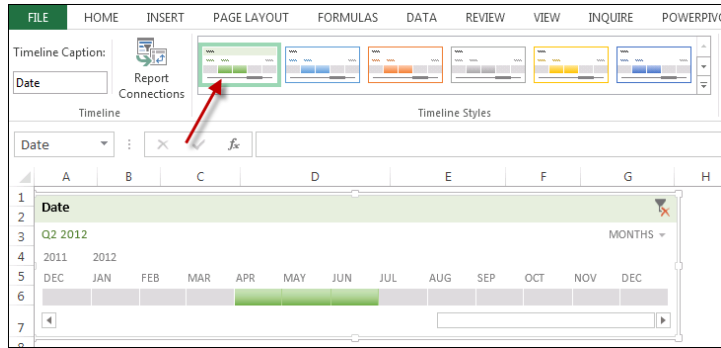 FILE HOME INSERT PAGE LAYOUT FORMULAS DATA REVIEW VIEW INQUIRE POWERPIV
Timeline Caption:
Date
Report
Connections
Timeline Timeline Styles
Date fx
A B C D E F G H
1
2 Date
3 Q2 2012 MONTHS
4 2011 2012
5 DEC JAN FEB MAR APR MAY JUN JUL AUG SEP OCT NOV DEC
6
7